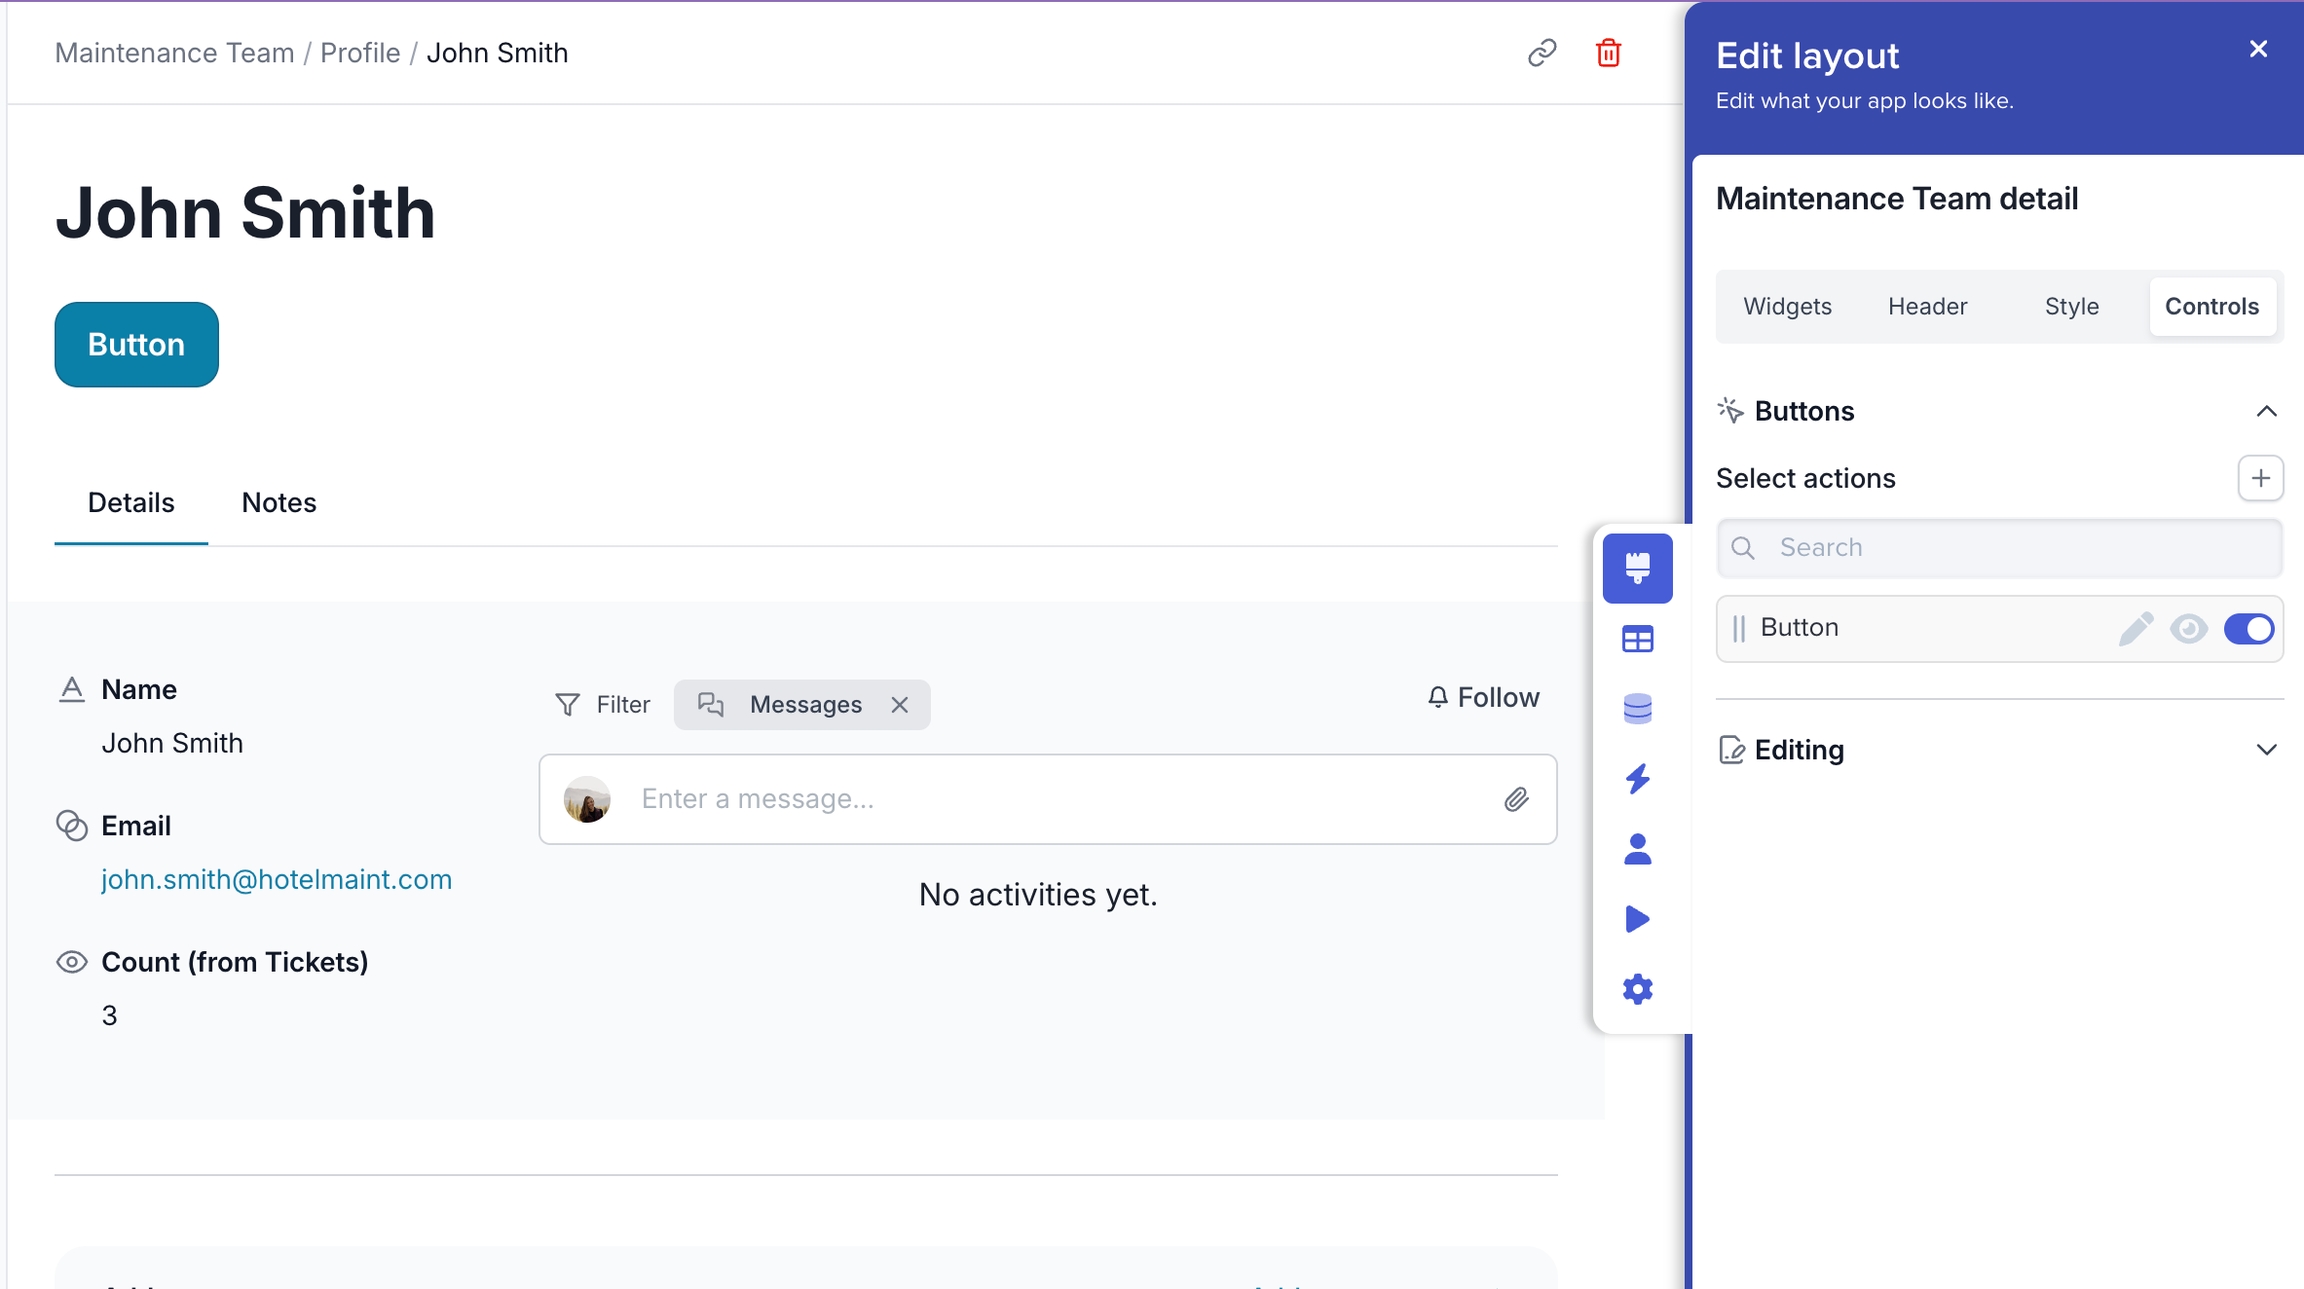 Maintenance Team / Profile / John Smith
John Smith
Button
Details
Notes
Name
John Smith
Email
john.smith@hotelmaint.com
Count (from Tickets)
3
Filter
Messages
Follow
Enter a message...
No activities yet.
Edit layout
Edit what your app looks like.
Maintenance Team detail
Widgets
Header
Style
Controls
Buttons
Select actions
Search
Button
Editing